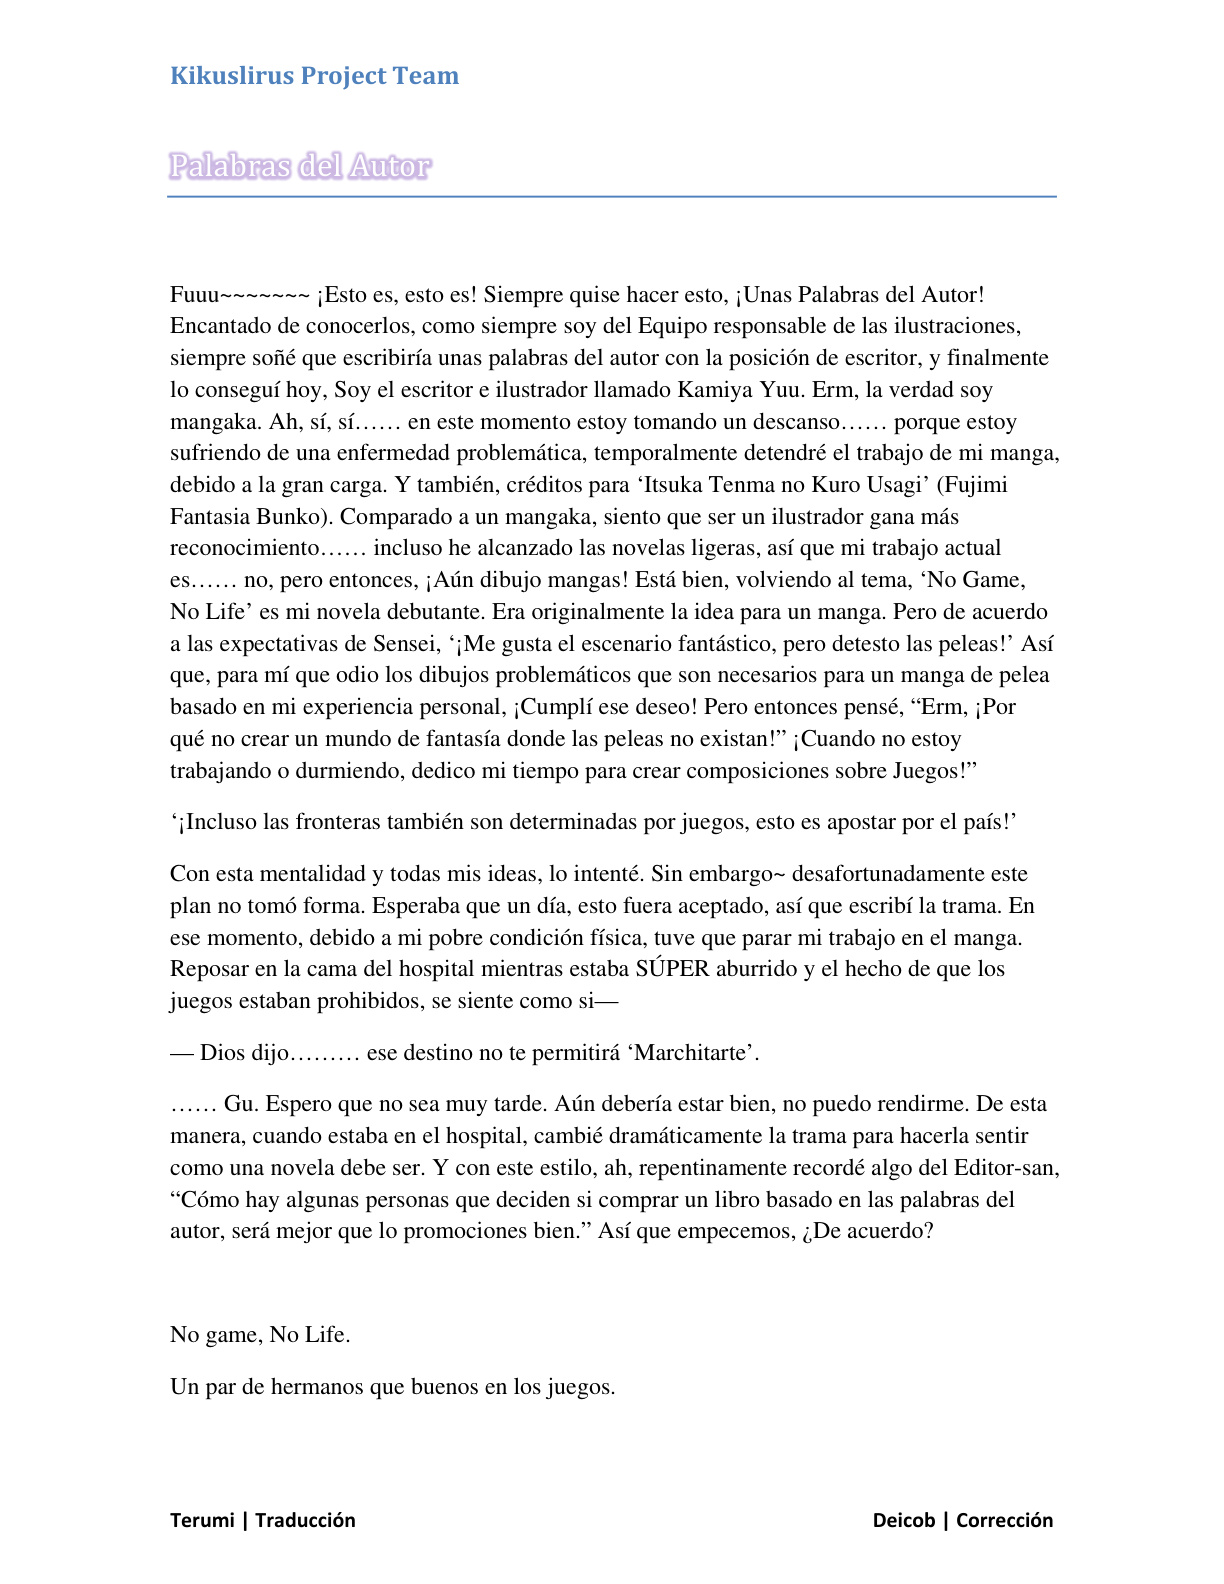 Kikuslirus Project Team
Palabras del Autor
Fuuu~~~~~~~ ¡Esto es, esto es! Siempre quise hacer esto, ¡Unas Palabras del Autor!
Encantado de conocerlos, como siempre soy del Equipo responsable de las ilustraciones,
siempre soñé que escribiría unas palabras del autor con la posición de escritor, y finalmente
lo conseguí hoy, Soy el escritor e ilustrador llamado Kamiya Yuu. Erm, la verdad soy
mangaka. Ah, sí, sí…… en este momento estoy tomando un descanso…… porque estoy
sufriendo de una enfermedad problemática, temporalmente detendré el trabajo de mi manga,
debido a la gran carga. Y también, créditos para ‘Itsuka Tenma no Kuro Usagi’ (Fujimi
Fantasia Bunko). Comparado a un mangaka, siento que ser un ilustrador gana más
reconocimiento…… incluso he alcanzado las novelas ligeras, así que mi trabajo actual
es…… no, pero entonces, ¡Aún dibujo mangas! Está bien, volviendo al tema, ‘No Game,
No Life’ es mi novela debutante. Era originalmente la idea para un manga. Pero de acuerdo
a las expectativas de Sensei, ‘¡Me gusta el escenario fantástico, pero detesto las peleas!’ Así
que, para mí que odio los dibujos problemáticos que son necesarios para un manga de pelea
basado en mi experiencia personal, ¡Cumplí ese deseo! Pero entonces pensé, “Erm, ¡Por
qué no crear un mundo de fantasía donde las peleas no existan!” ¡Cuando no estoy
trabajando o durmiendo, dedico mi tiempo para crear composiciones sobre Juegos!”
‘¡Incluso las fronteras también son determinadas por juegos, esto es apostar por el país!’
Con esta mentalidad y todas mis ideas, lo intenté. Sin embargo~ desafortunadamente este
plan no tomó forma. Esperaba que un día, esto fuera aceptado, así que escribí la trama. En
ese momento, debido a mi pobre condición física, tuve que parar mi trabajo en el manga.
Reposar en la cama del hospital mientras estaba SÚPER aburrido y el hecho de que los
juegos estaban prohibidos, se siente como si—
— Dios dijo……… ese destino no te permitirá ‘Marchitarte’.
…… Gu. Espero que no sea muy tarde. Aún debería estar bien, no puedo rendirme. De esta
manera, cuando estaba en el hospital, cambié dramáticamente la trama para hacerla sentir
como una novela debe ser. Y con este estilo, ah, repentinamente recordé algo del Editor-san,
“Cómo hay algunas personas que deciden si comprar un libro basado en las palabras del
autor, será mejor que lo promociones bien.” Así que empecemos, ¿De acuerdo?
No game, No Life.
Un par de hermanos que buenos en los juegos.
Terumi | Traducción
Deicob | Corrección